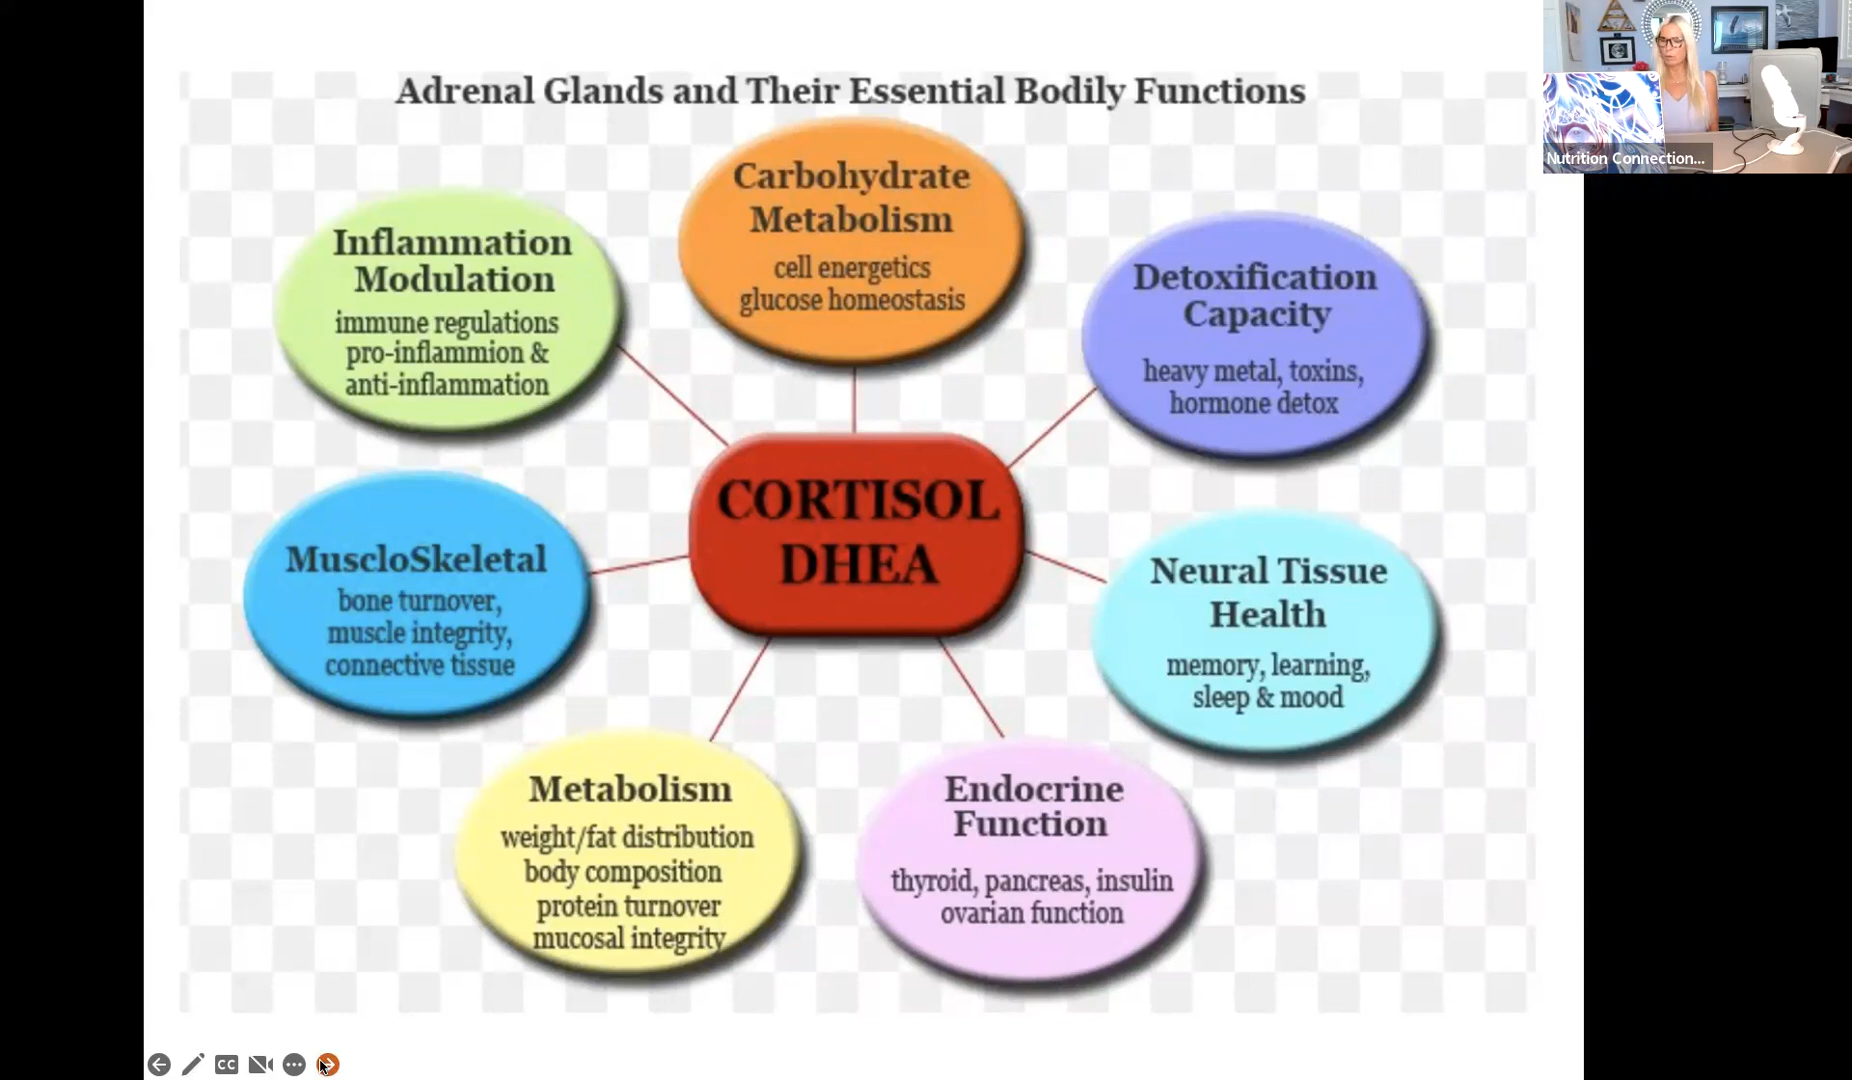 Adrenal Glands and Their Essential Bodily Functions
Carbohydrate
Metabolism
cell energetics
glucose homeostasis
Inflammation
Modulation
immune regulations
pro-inflammion &
anti-inflammation
Detoxification
Capacity
heavy metal, toxins,
hormone detox
CORTISOL
DHEA
MuscloSkeletal
bone turnover,
muscle integrity,
connective tissue
Neural Tissue
Health
memory, learning,
sleep & mood
Metabolism
weight/fat distribution
body composition
protein turnover
mucosal integrity
Endocrine
Function
thyroid, pancreas, insulin
ovarian function
Nutrition Connection...
CC